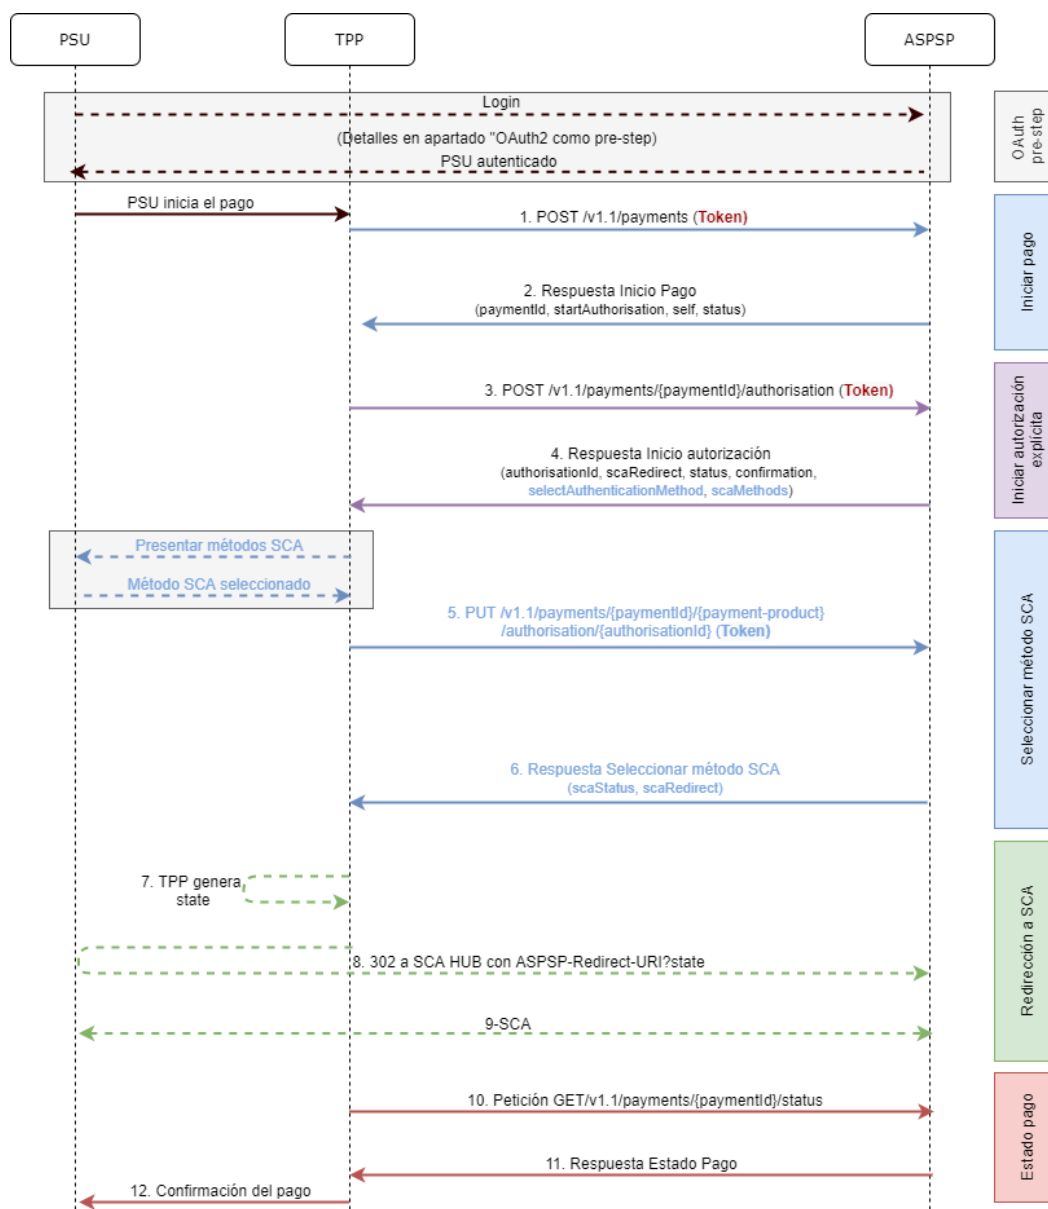 PSU
TPP
ASPSP
Login
(Detalles en apartado "OAuth2 como pre-step)
PSU autenticado
OAuth
pre-step
PSU inicia el pago
1. POST /v1.1/payments (Token)
2. Respuesta Inicio Pago
(paymentId, startAuthorisation, self, status)
Iniciar pago
3. POST /v1.1/payments/{paymentId}/authorisation (Token)
4. Respuesta Inicio autorización
(authorisationId, scaRedirect, status, confirmation,
selectAuthenticationMethod, scaMethods)
Iniciar autorización
explícita
Presentar métodos SCA
Método SCA seleccionado
5. PUT /v1.1/payments/{paymentId}/{payment-product}
/authorisation/{authorisationId} (Token)
6. Respuesta Seleccionar método SCA
(scaStatus, scaRedirect)
Seleccionar método SCA
7. TPP genera
state
8. 302 a SCA HUB con ASPSP-Redirect-URI?state
9-SCA
Redirección a SCA
10. Petición GET/v1.1/payments/{paymentId}/status
11. Respuesta Estado Pago
12. Confirmación del pago
Estado pago